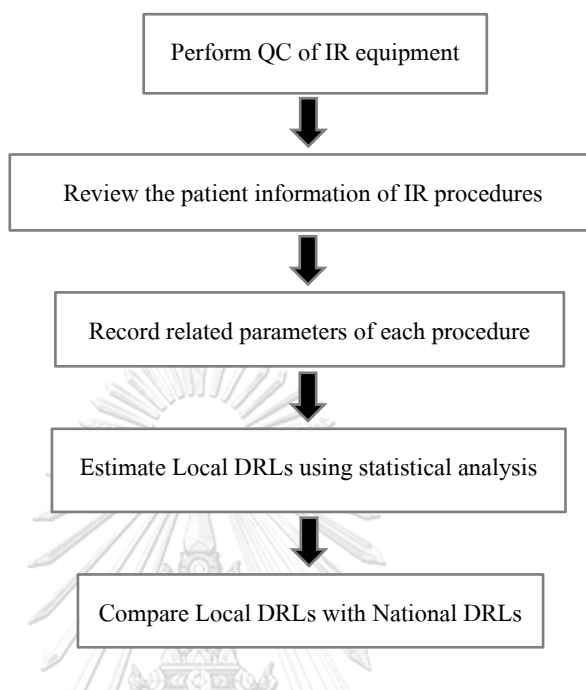 Perform QC of IR equipment
Review the patient information of IR procedures
Record related parameters of each procedure
Estimate Local DRLs using statistical analysis
Compare Local DRLs with National DRLs